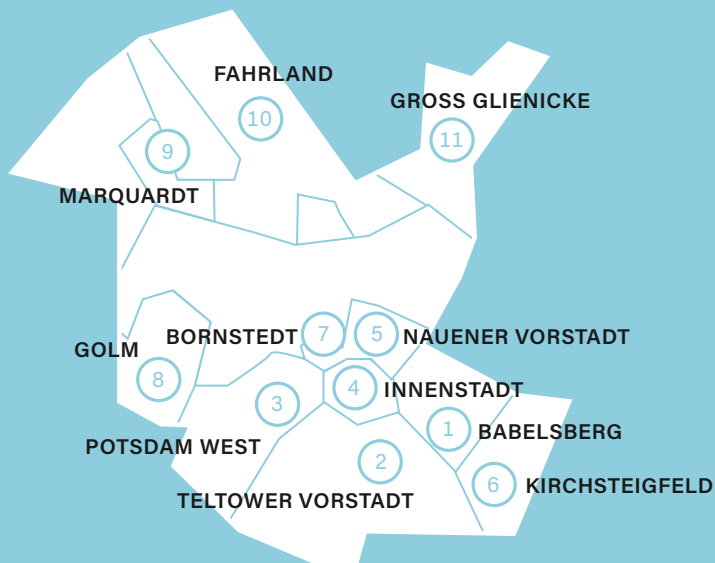 FAHRLAND
10
GROSS GLIENICKE
11
9
MARQUARDT
BORNSTEDT
7
5
NAUENER VORSTADT
GOLM
8
4
INNENSTADT
3
1
BABELSBERG
POTSDAM WEST
2
6
KIRCHSTEIGFELD
TELTOWER VORSTADT